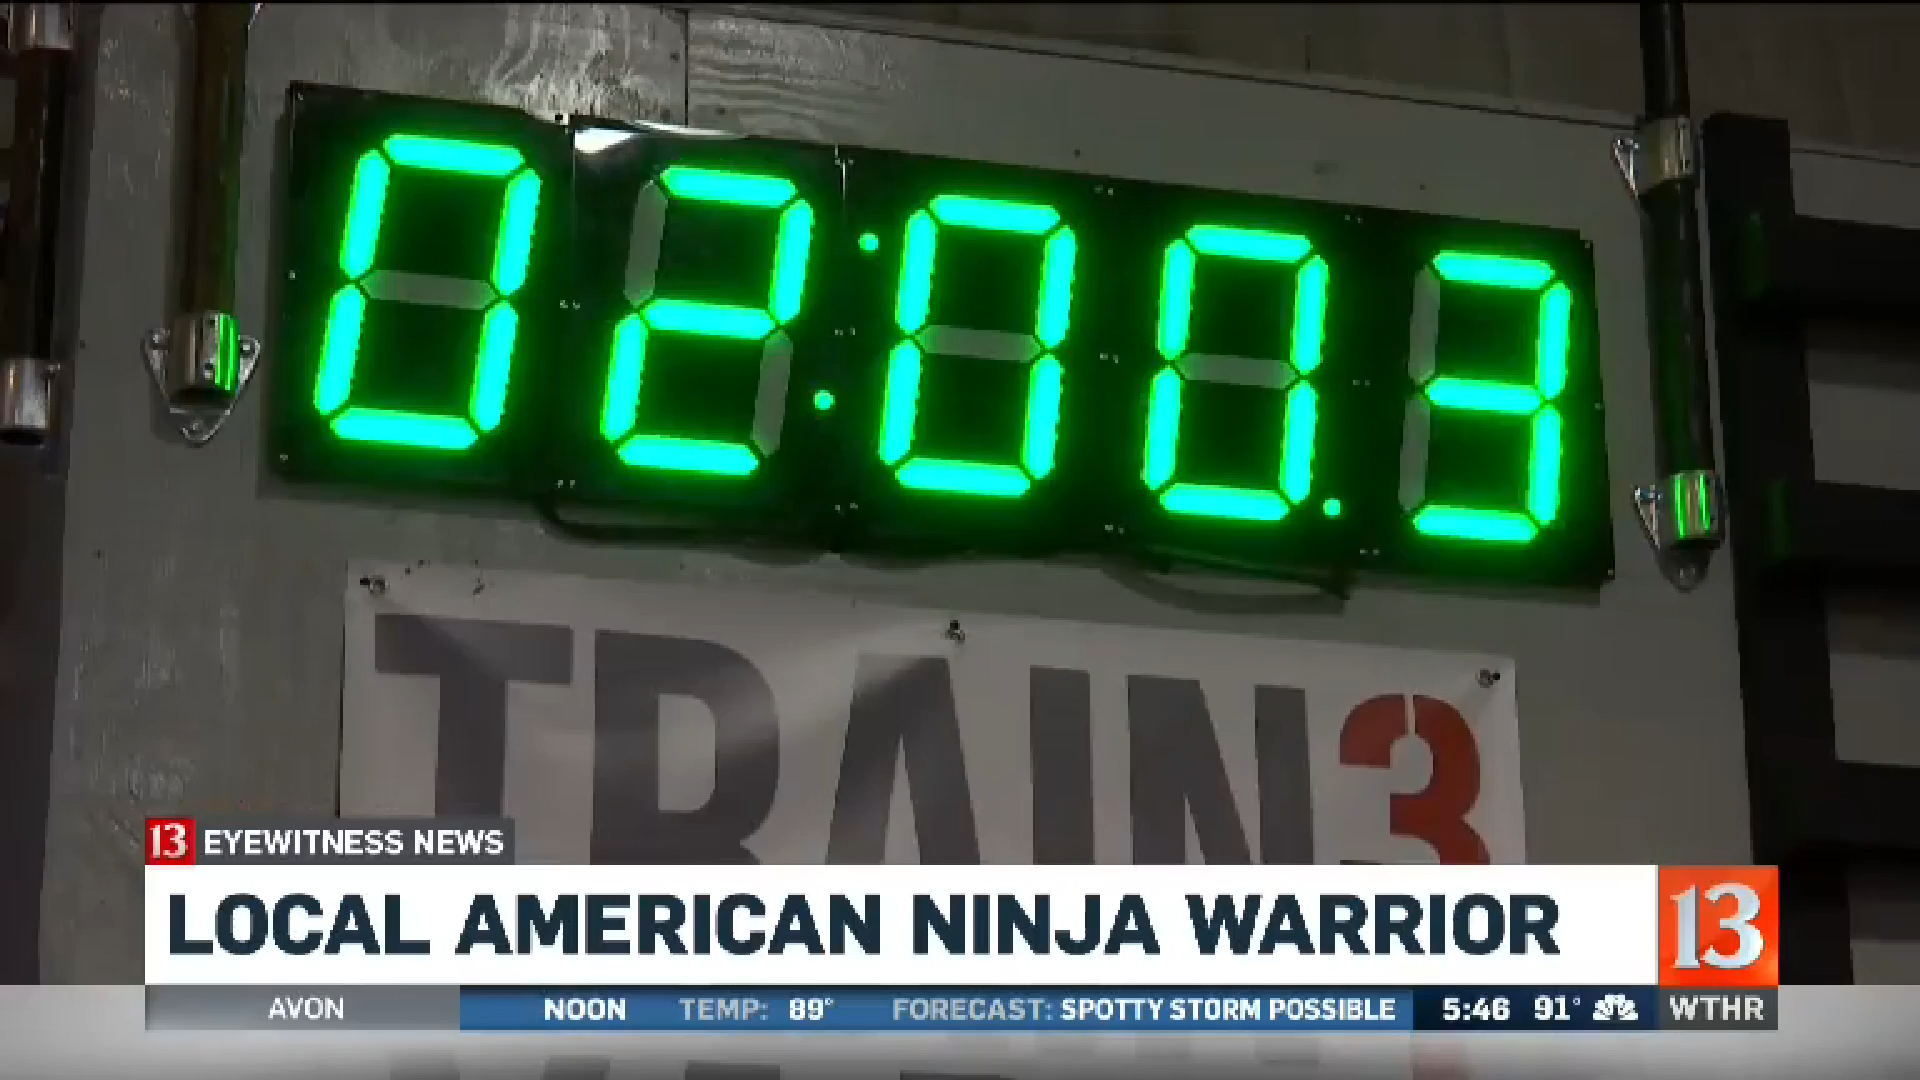 02:00.3
TRAIN3
13 EYEWITNESS NEWS
LOCAL AMERICAN NINJA WARRIOR
13
AVON NOON TEMP: 89° FORECAST: SPOTTY STORM POSSIBLE 5:46 91° WTHR